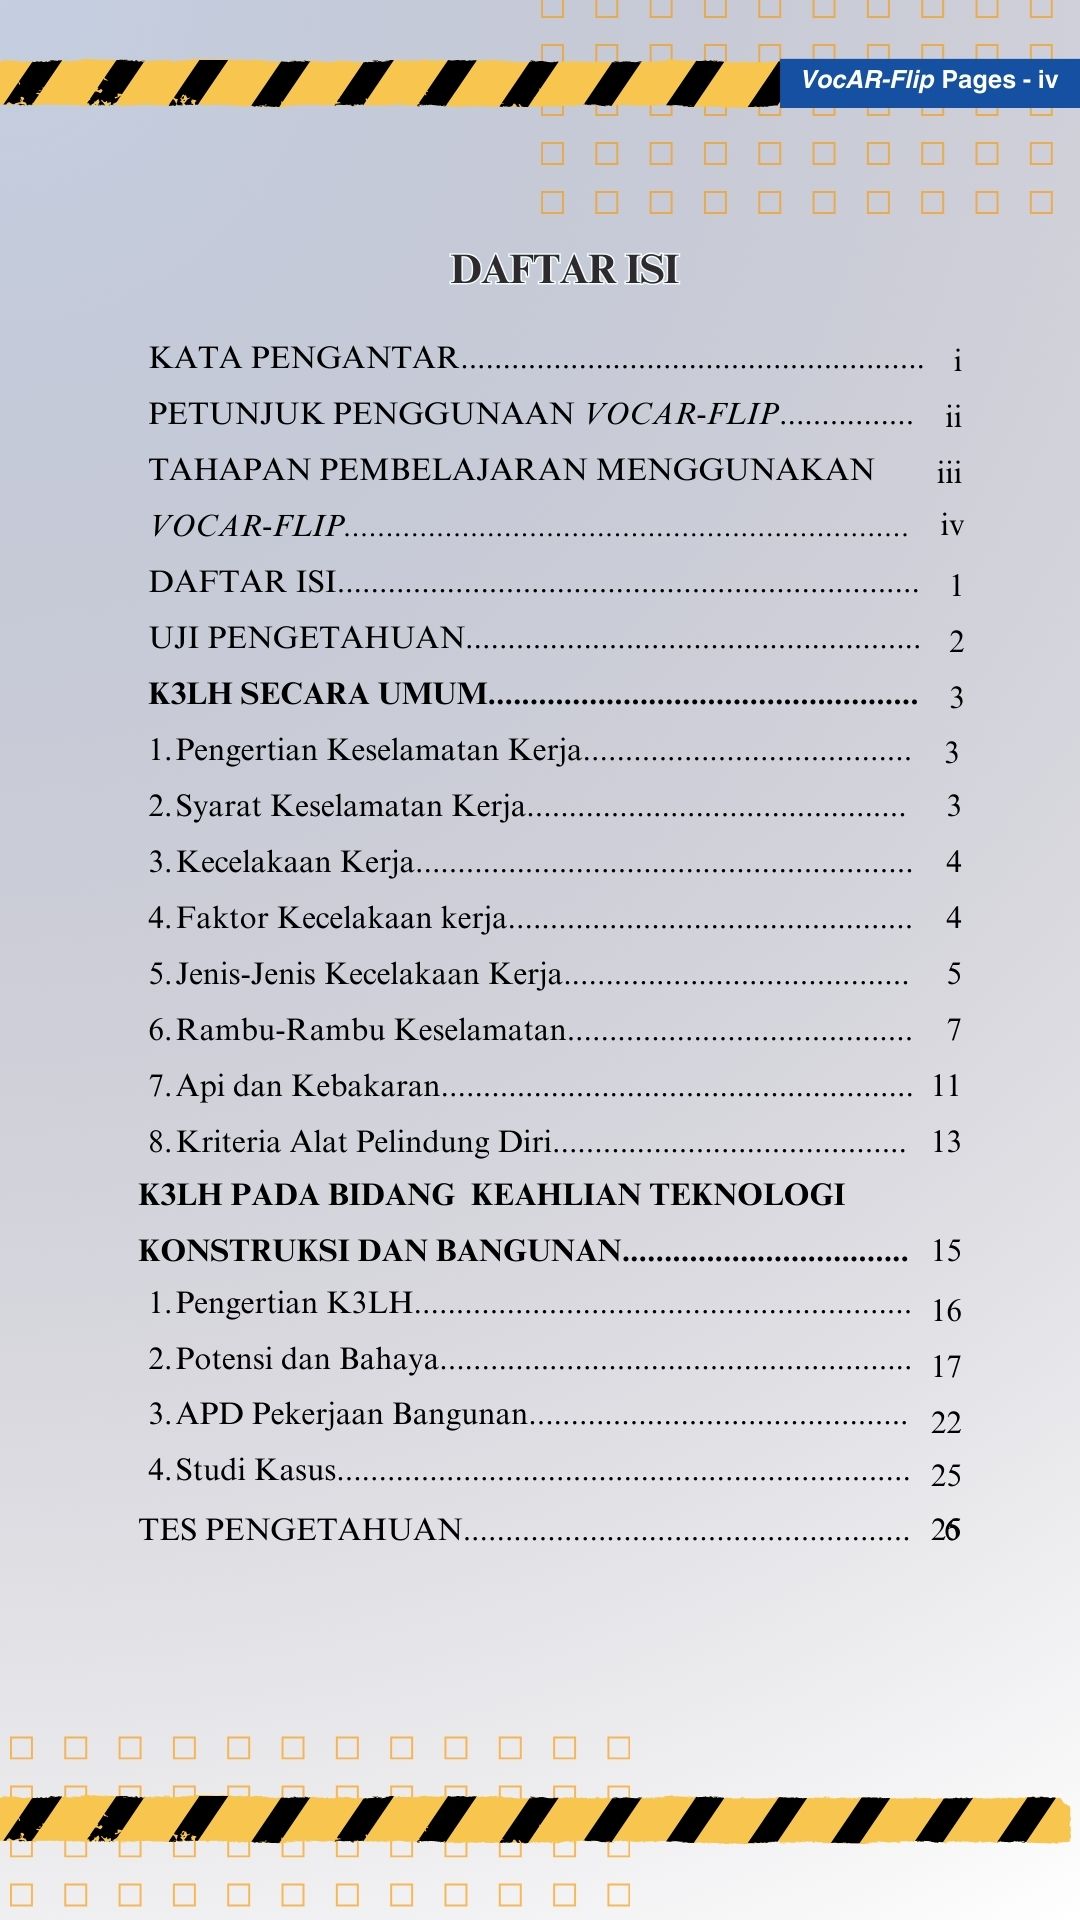 VocAR-Flip Pages - iv
DAFTAR ISI
KATA PENGANTAR....................................................... i
PETUNJUK PENGGUNAAN VOCAR-FLIP................ ii
TAHAPAN PEMBELAJARAN MENGGUNAKAN iii
VOCAR-FLIP................................................................... iv
DAFTAR ISI..................................................................... 1
UJI PENGETAHUAN...................................................... 2
K3LH SECARA UMUM................................................... 3
1. Pengertian Keselamatan Kerja....................................... 3
2. Syarat Keselamatan Kerja............................................. 3
3. Kecelakaan Kerja........................................................... 4
4. Faktor Kecelakaan kerja................................................ 4
5. Jenis-Jenis Kecelakaan Kerja......................................... 5
6. Rambu-Rambu Keselamatan......................................... 7
7. Api dan Kebakaran........................................................ 11
8. Kriteria Alat Pelindung Diri.......................................... 13
K3LH PADA BIDANG KEAHLIAN TEKNOLOGI
KONSTRUKSI DAN BANGUNAN.................................. 15
1. Pengertian K3LH........................................................... 16
2. Potensi dan Bahaya........................................................ 17
3. APD Pekerjaan Bangunan............................................. 22
4. Studi Kasus.................................................................... 25
TES PENGETAHUAN..................................................... 26